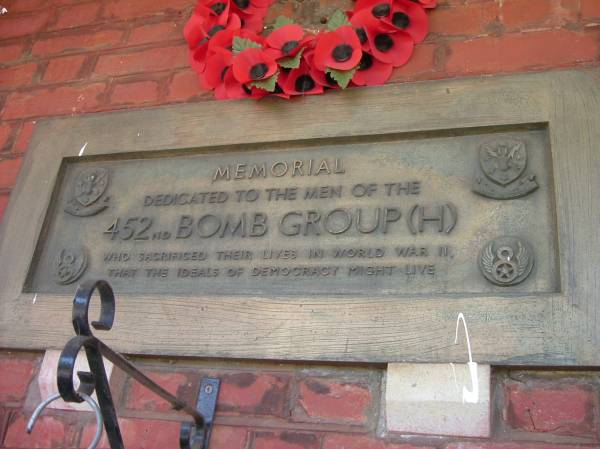 MEMORIAL
DEDICATED TO THE MEN OF THE
452ND BOMB GROUP (H)
WHO SACRIFICED THEIR LIVES IN WORLD WAR II,
THAT THE IDEALS OF DEMOCRACY MIGHT LIVE